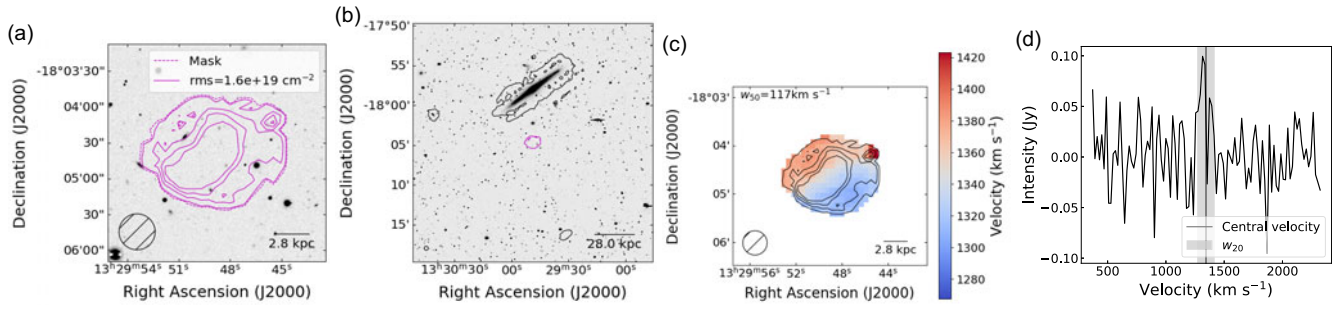 (a)
Declination (J2000)
-18°03'30"
04'00"
30"
05'00"
30"
06'00"
Mask
rms=1.6e+19 cm⁻²
2.8 kpc
13ʰ29ᵐ54ˢ 51ˢ 48ˢ 45ˢ
Right Ascension (J2000)
(b)
Declination (J2000)
-17°50'
55'
-18°00'
05'
10'
15'
28.0 kpc
13ʰ30ᵐ30ˢ 00ˢ 29ᵐ30ˢ 00ˢ
Right Ascension (J2000)
(c)
Declination (J2000)
-18°03'
04'
05'
06'
w₅₀=117km s⁻¹
2.8 kpc
13ʰ29ᵐ56ˢ 52ˢ 48ˢ 44ˢ
Right Ascension (J2000)
1420
1400
1380
1360
1340
1320
1300
1280
Velocity (km s⁻¹)
(d)
Intensity (Jy)
0.10
0.05
0.00
−0.05
−0.10
Central velocity
w₂₀
500 1000 1500 2000
Velocity (km s⁻¹)